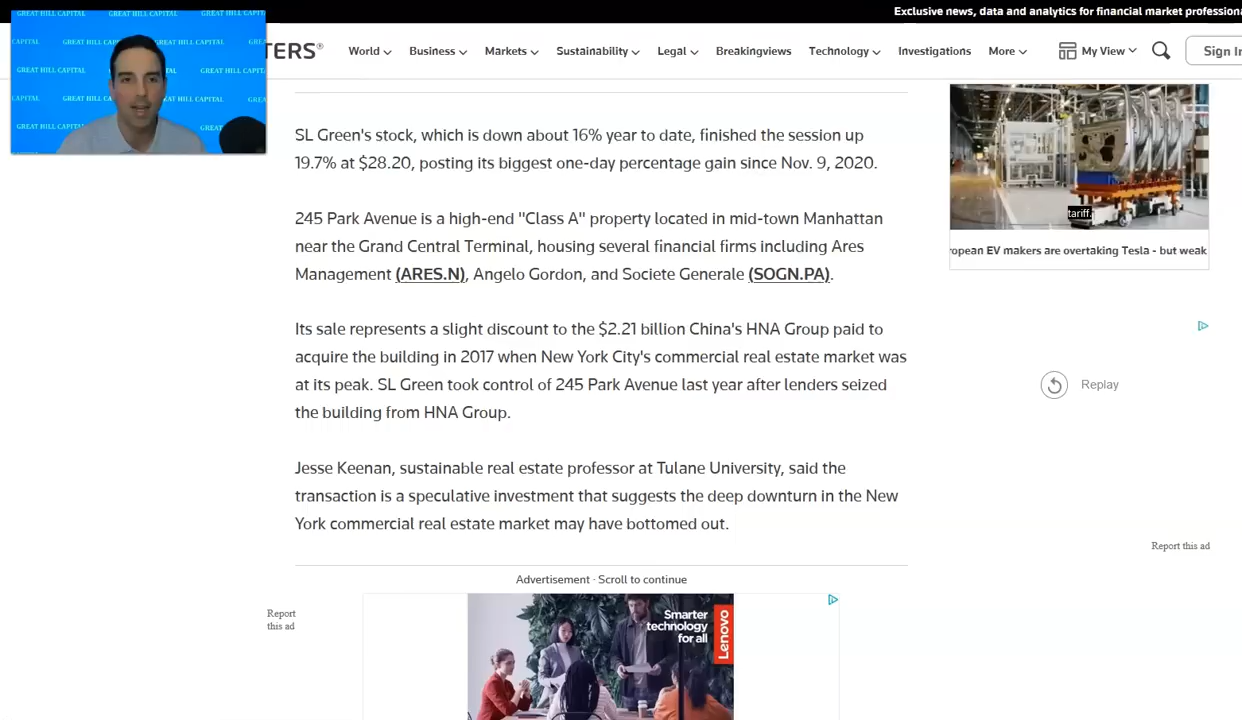 Exclusive news, data and analytics for financial market
GREAT HILL CAPITAL GREAT HILL CAPITAL GREAT HILL CAPITAL
CAPITAL GREAT HILL CAPITAL
GREAT HILL CAPITAL GREAT HILL CAPITAL
CAPITAL GREAT HILL CAPITAL HILL CAPITAL
GREAT HILL CAPITAL GREAT
TERS®
World
Business
Markets
Sustainability
Legal
Breakingviews
Technology
Investigations
More
My View
Sign
SL Green's stock, which is down about 16% year to date, finished the session up
19.7% at $28.20, posting its biggest one-day percentage gain since Nov. 9, 2020.
245 Park Avenue is a high-end "Class A" property located in mid-town Manhattan
near the Grand Central Terminal, housing several financial firms including Ares
Management (ARES.N), Angelo Gordon, and Societe Generale (SOGN.PA).
Its sale represents a slight discount to the $2.21 billion China's HNA Group paid to
acquire the building in 2017 when New York City's commercial real estate market was
at its peak. SL Green took control of 245 Park Avenue last year after lenders seized
the building from HNA Group.
Jesse Keenan, sustainable real estate professor at Tulane University, said the
transaction is a speculative investment that suggests the deep downturn in the New
York commercial real estate market may have bottomed out.
tariff.
EV makers are overtaking Tesla - but weak
Replay
Report this ad
Advertisement · Scroll to continue
Report
this ad
Smarter
technology
for all
Lenovo